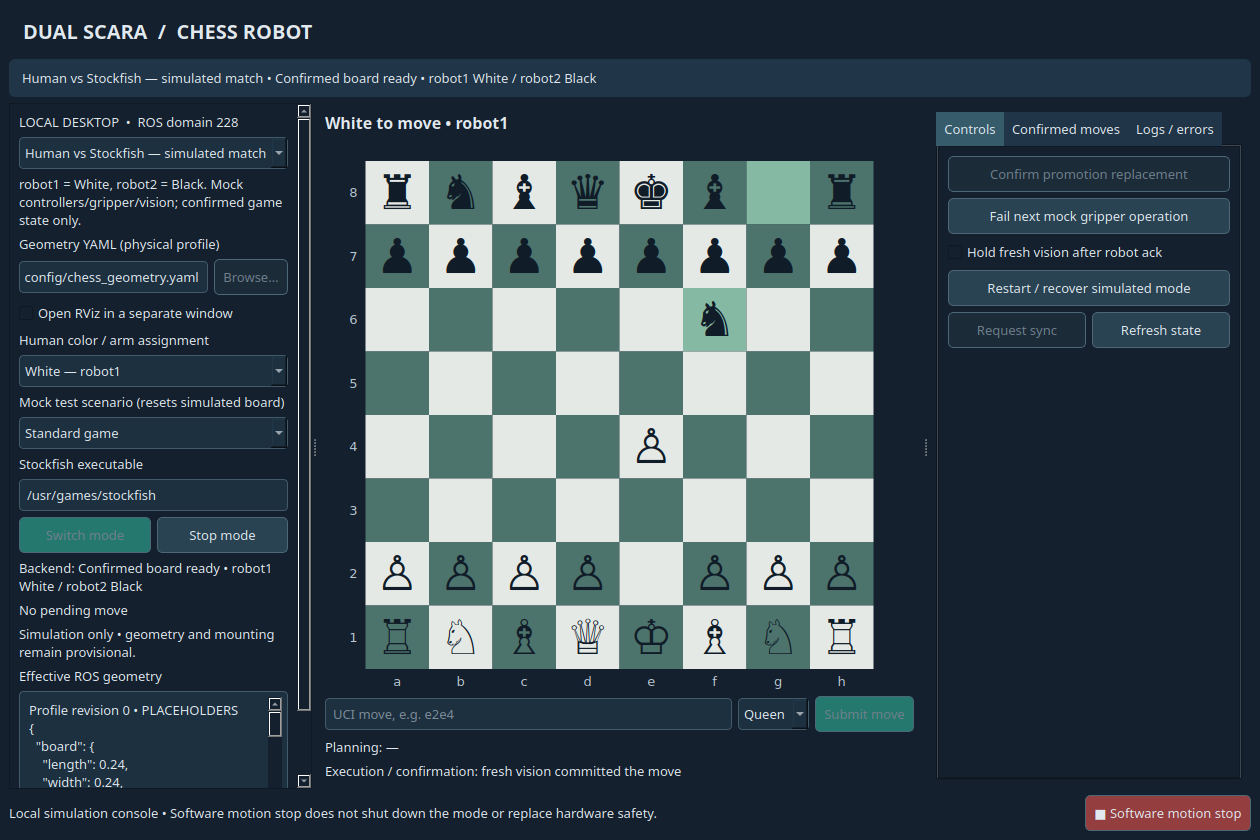 DUAL SCARA / CHESS ROBOT
Human vs Stockfish — simulated match • Confirmed board ready • robot1 White / robot2 Black
LOCAL DESKTOP • ROS domain 228
Human vs Stockfish — simulated match
robot1 = White, robot2 = Black. Mock
controllers/gripper/vision; confirmed game
state only.
Geometry YAML (physical profile)
config/chess_geometry.yaml
Browse...
Open RViz in a separate window
Human color / arm assignment
White — robot1
Mock test scenario (resets simulated board)
Standard game
Stockfish executable
/usr/games/stockfish
Switch mode
Stop mode
Backend: Confirmed board ready • robot1
White / robot2 Black
No pending move
Simulation only • geometry and mounting
remain provisional.
Effective ROS geometry
Profile revision 0 • PLACEHOLDERS
{
"board": {
"length": 0.24,
"width": 0.24,
White to move • robot1
8
7
6
5
4
3
2
1
a b c d e f g h
UCI move, e.g. e2e4
Queen
Submit move
Planning: —
Execution / confirmation: fresh vision committed the move
Controls
Confirmed moves
Logs / errors
Confirm promotion replacement
Fail next mock gripper operation
Hold fresh vision after robot ack
Restart / recover simulated mode
Request sync
Refresh state
Local simulation console • Software motion stop does not shut down the mode or replace hardware safety.
Software motion stop